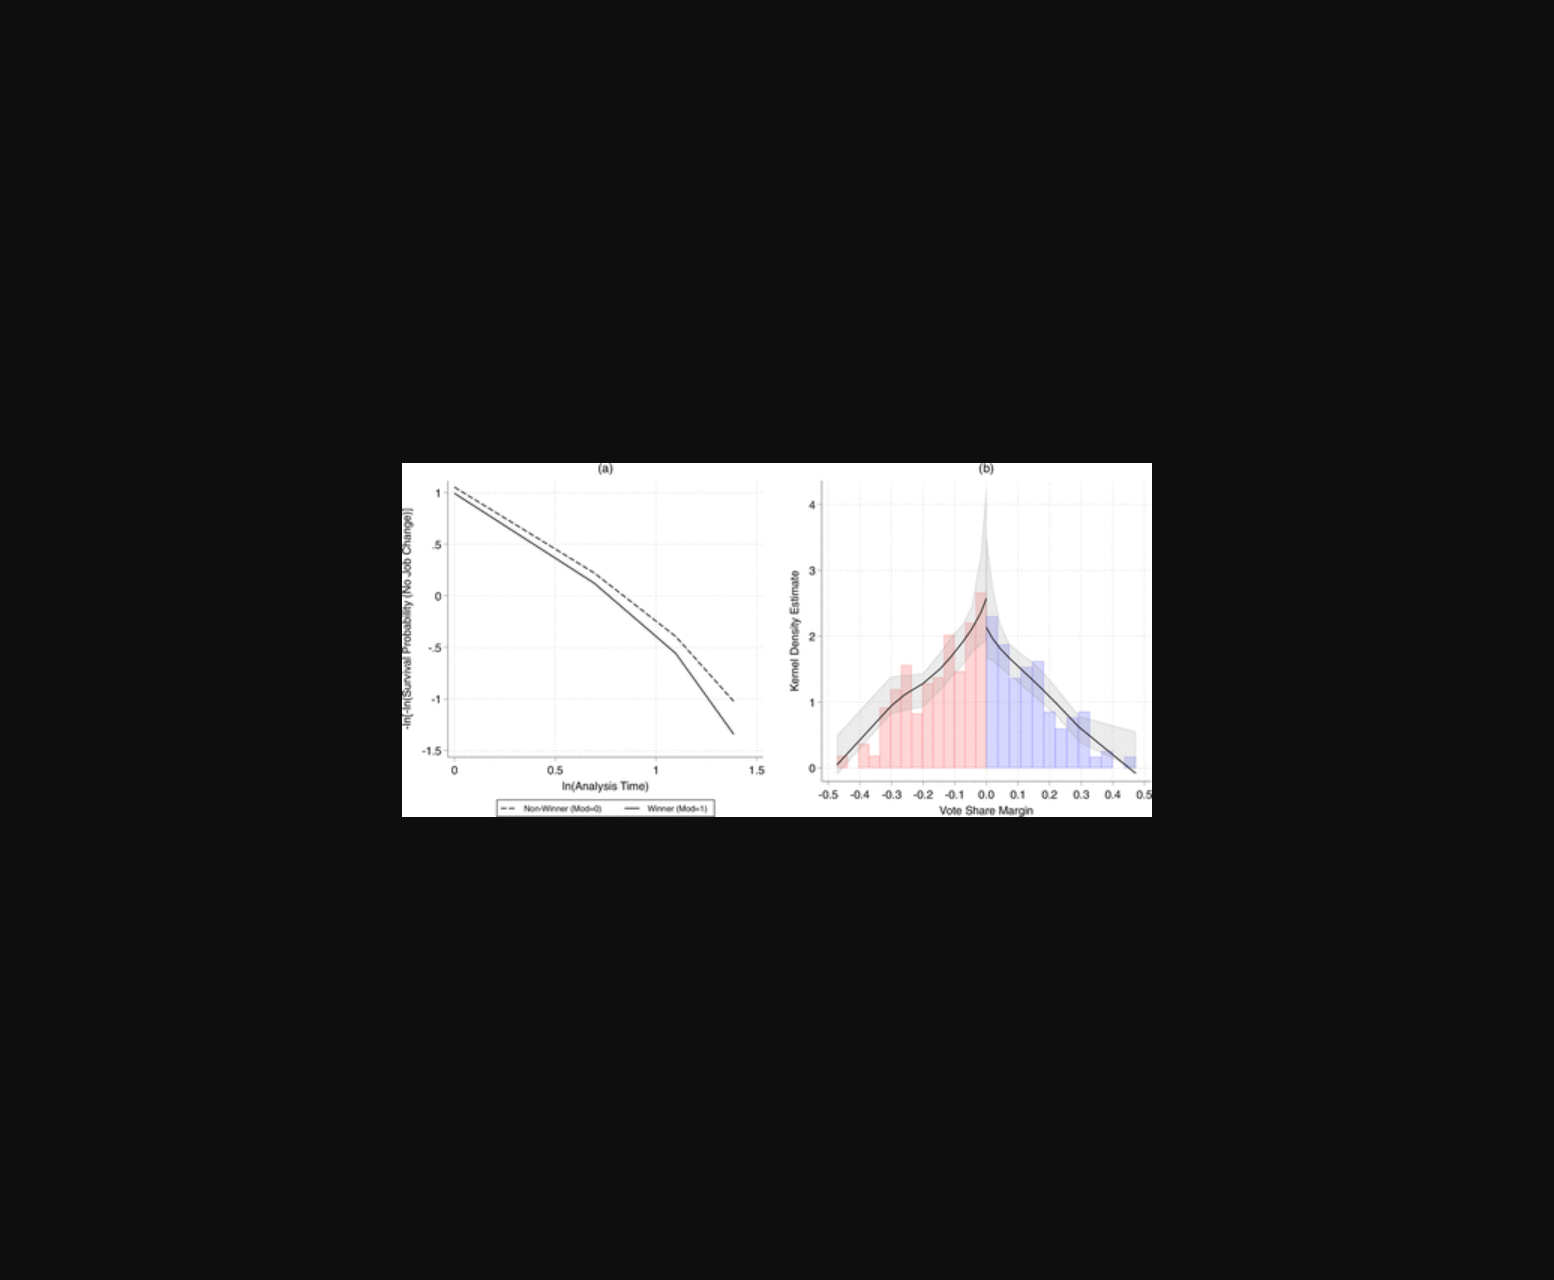 (a)
-ln[-ln(Survival Probability (No Job Change)]
1
.5
0
-.5
-1
-1.5
0 0.5 1 1.5
ln(Analysis Time)
Non-Winner (Mod=0) Winner (Mod=1)
(b)
Kernel Density Estimate
4
3
2
1
0
-0.5 -0.4 -0.3 -0.2 -0.1 0.0 0.1 0.2 0.3 0.4 0.5
Vote Share Margin